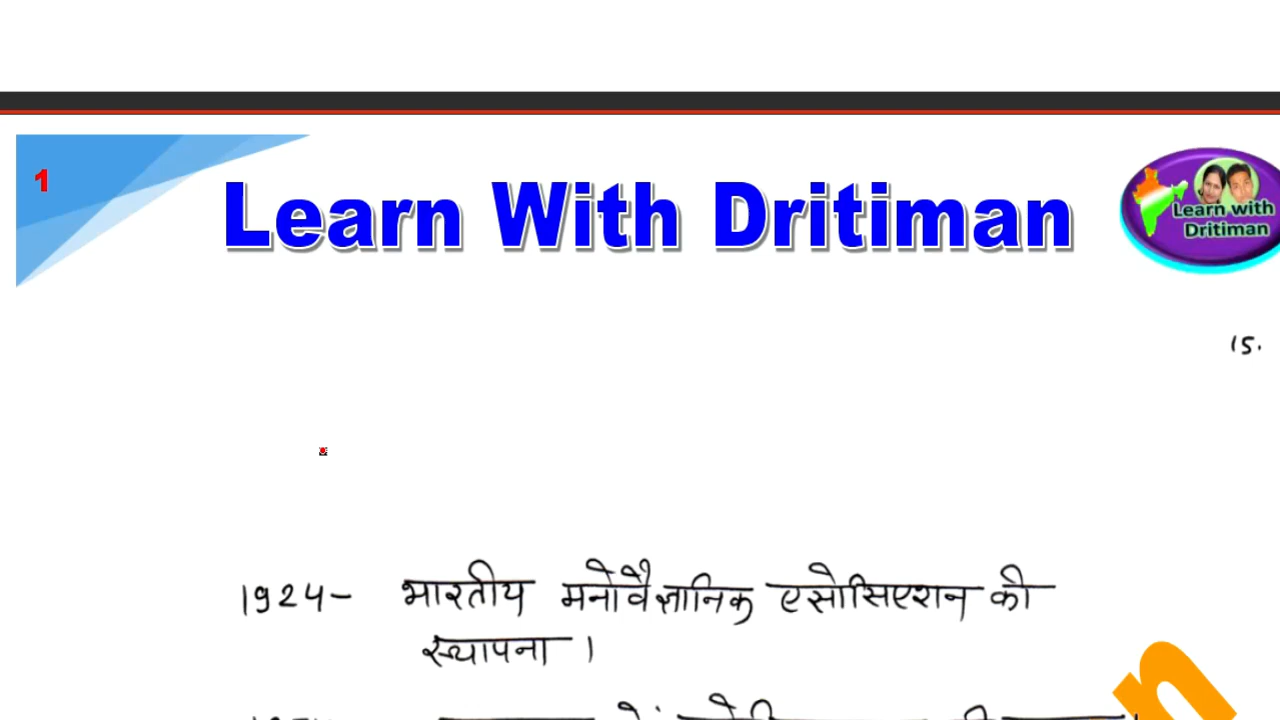 1
Learn With Dritiman
Learn with
Dritiman
15.
1924- भारतीय मनोवैज्ञानिक एसोसिएशन की
स्थापना ।
n